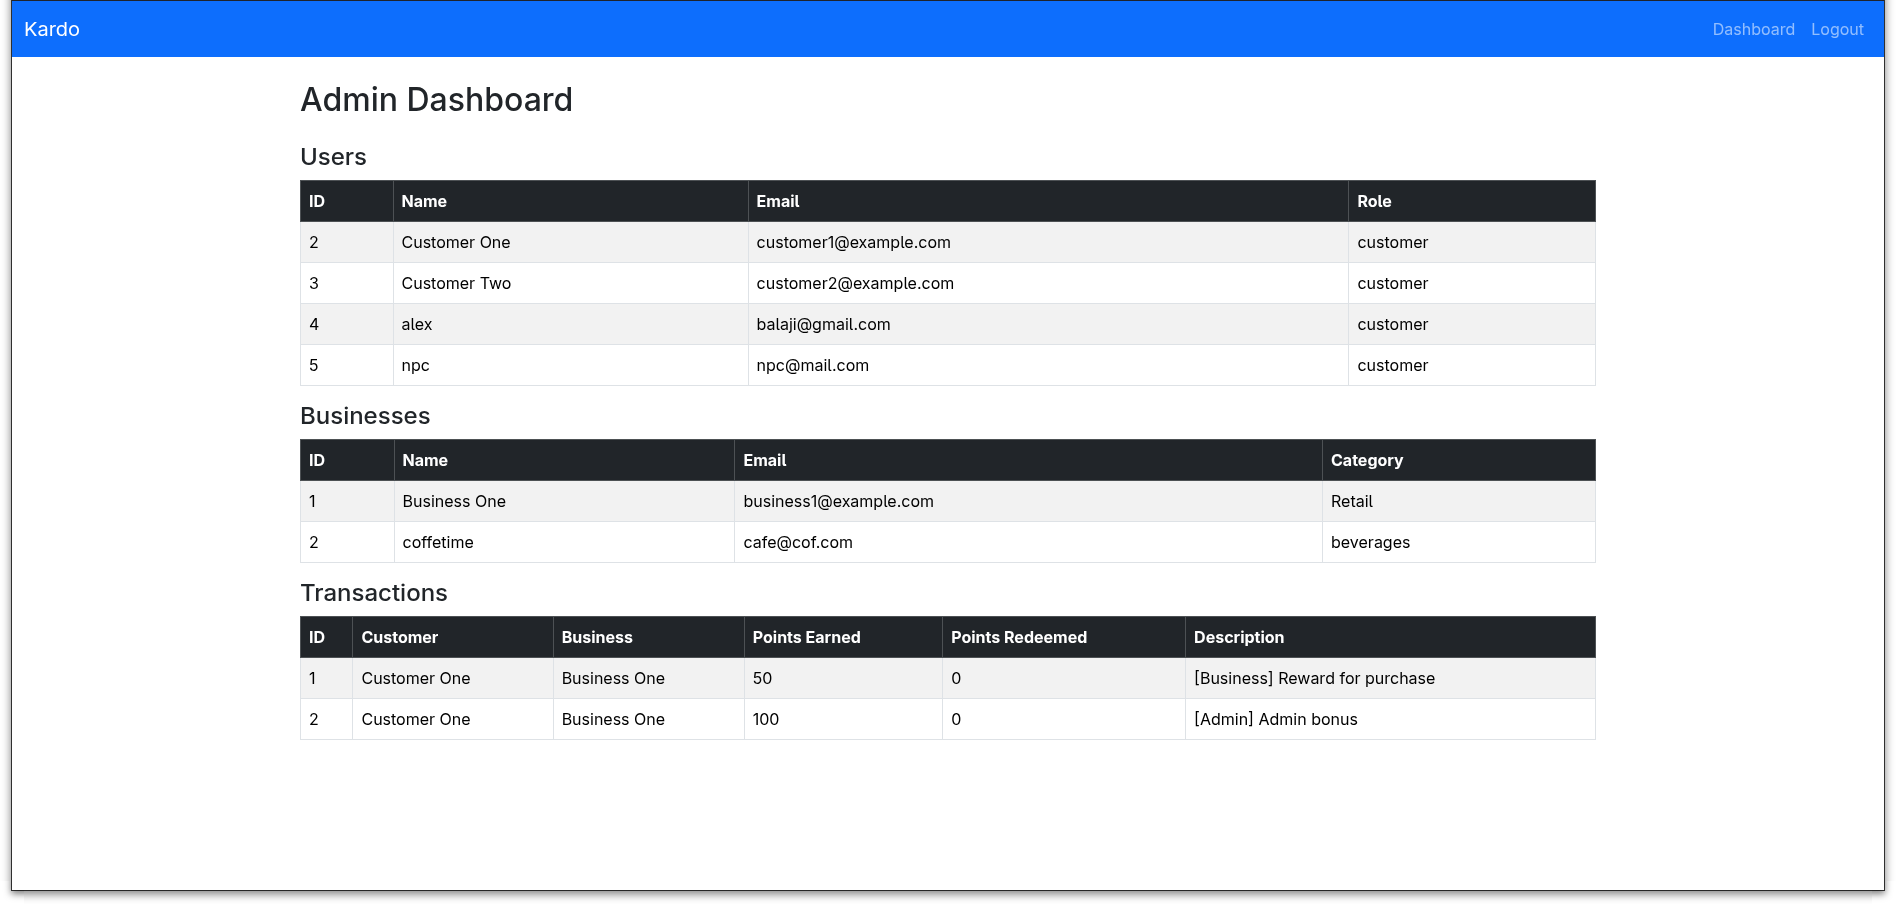 Kardo Dashboard Logout
Admin Dashboard
Users
ID Name Email Role
2 Customer One customer1@example.com customer
3 Customer Two customer2@example.com customer
4 alex balaji@gmail.com customer
5 npc npc@mail.com customer
Businesses
ID Name Email Category
1 Business One business1@example.com Retail
2 coffetime cafe@cof.com beverages
Transactions
ID Customer Business Points Earned Points Redeemed Description
1 Customer One Business One 50 0 [Business] Reward for purchase
2 Customer One Business One 100 0 [Admin] Admin bonus